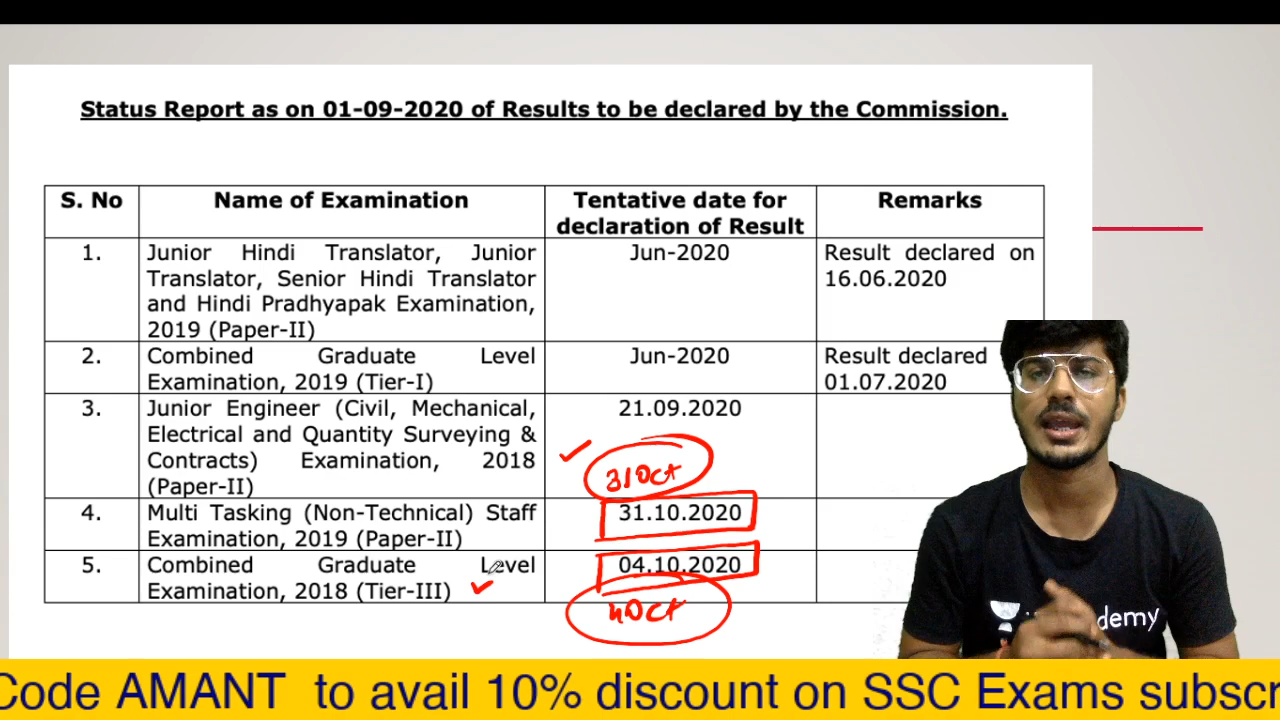 Status Report as on 01-09-2020 of Results to be declared by the Commission.
S. No Name of Examination Tentative date for declaration of Result Remarks
1. Junior Hindi Translator, Junior Translator, Senior Hindi Translator and Hindi Pradhyapak Examination, 2019 (Paper-II) Jun-2020 Result declared on 16.06.2020
2. Combined Graduate Level Examination, 2019 (Tier-I) Jun-2020 Result declared 01.07.2020
3. Junior Engineer (Civil, Mechanical, Electrical and Quantity Surveying & Contracts) Examination, 2018 (Paper-II) 21.09.2020
31 Oct
4. Multi Tasking (Non-Technical) Staff Examination, 2019 (Paper-II) 31.10.2020
5. Combined Graduate Level Examination, 2018 (Tier-III) 04.10.2020
4 Oct
demy
Code AMANT to avail 10% discount on SSC Exams subscr